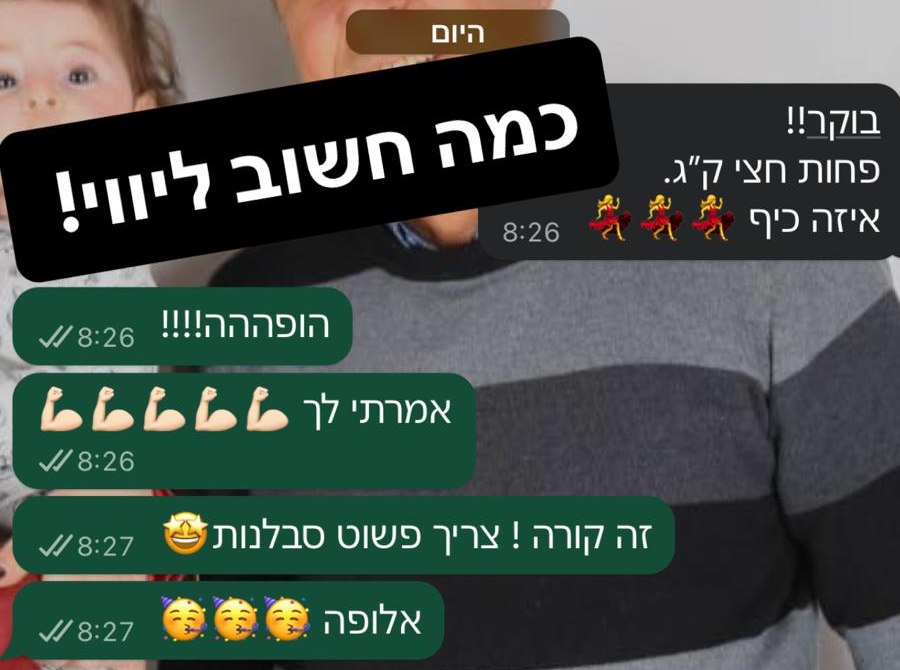 היום
כמה חשוב ליווי!
בוקר!!
פחות חצי ק״ג.
איזה כיף 💃💃💃 8:26
הופההה!!!! 8:26
אמרתי לך 💪🏻💪🏻💪🏻💪🏻💪🏻
8:26
זה קורה ! צריך פשוט סבלנות🤩 8:27
אלופה 🥳🥳🥳 8:27